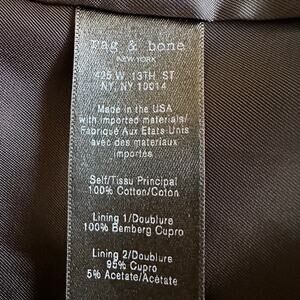 rag & bone
NEW YORK
425 W. 13TH ST
NY, NY 10014
Made in the USA
with imported materials/
Fabriqué Aux Etats-Unis
avec des materiaux
importés
Self/Tissu Principal
100% Cotton/Coton
Lining 1/Doublure
100% Bemberg Cupro
Lining 2/Doublure
95% Cupro
5% Acetate/Acétate